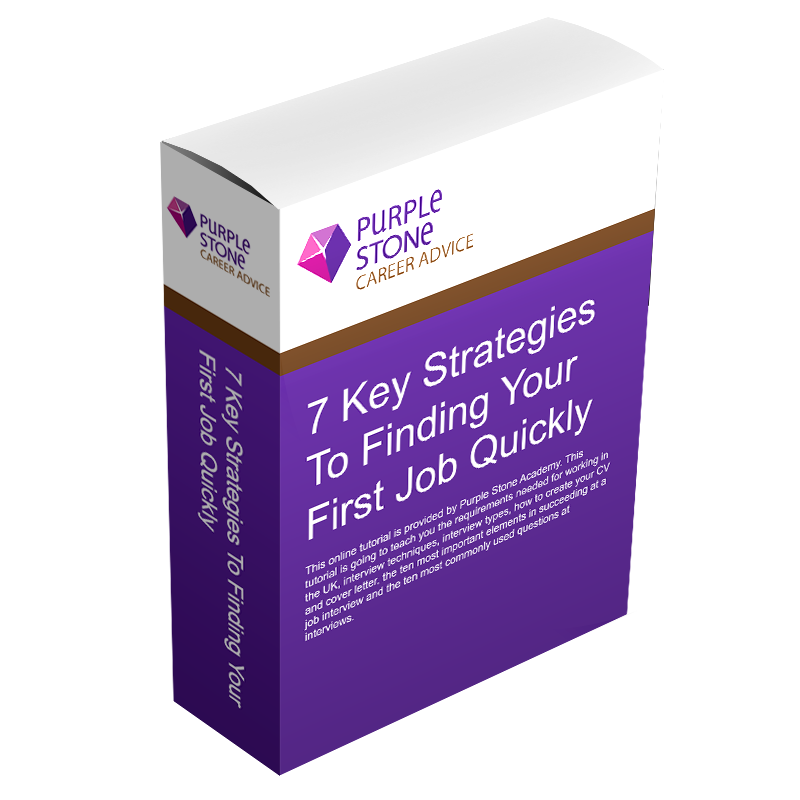 PURPLE
STONE
CAREER ADVICE
7 Key Strategies To Finding Your
First Job Quickly
PURPLE
STONE
CAREER ADVICE
7 Key Strategies
To Finding Your
First Job Quickly
This online tutorial is provided by Purple Stone Academy. This
tutorial is going to teach you the requirements needed for working in
the UK, interview techniques, interview types, how to create your CV
and cover letter, the ten most important elements in succeeding at a
job interview and the ten most commonly used questions at
interviews.